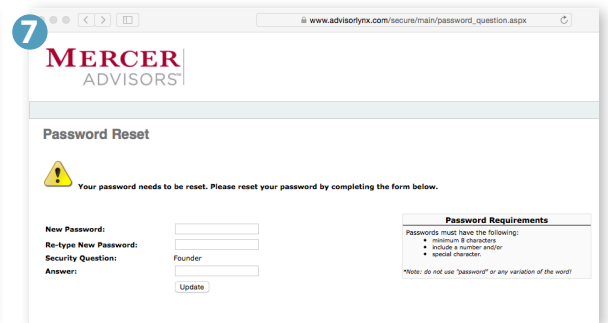 7
www.advisorlynx.com/secure/main/password_question.aspx
MERCER
ADVISORS℠
Password Reset
Your password needs to be reset. Please reset your password by completing the form below.
New Password:
Re-type New Password:
Security Question: Founder
Answer:
Update
Password Requirements
Passwords must have the following:
• minimum 8 characters
• include a number and/or
• special character.
*Note: do not use "password" or any variation of the word!